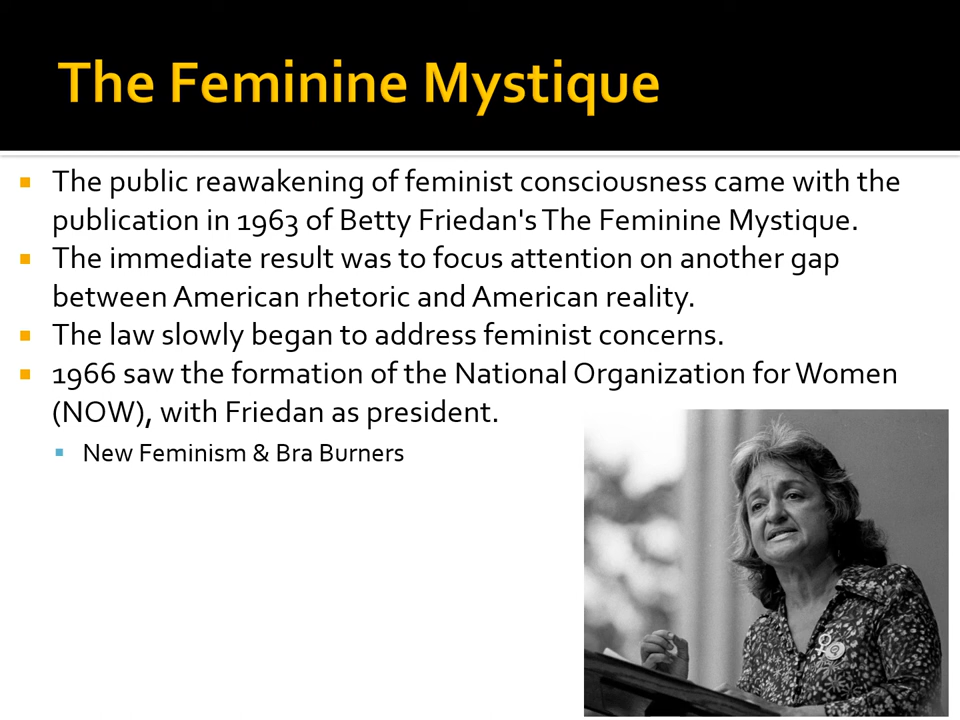 The Feminine Mystique
The public reawakening of feminist consciousness came with the
publication in 1963 of Betty Friedan's The Feminine Mystique.
The immediate result was to focus attention on another gap
between American rhetoric and American reality.
The law slowly began to address feminist concerns.
1966 saw the formation of the National Organization for Women
(NOW), with Friedan as president.
New Feminism & Bra Burners